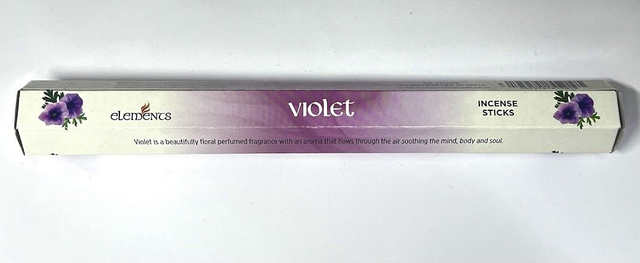 elements
VIOLET
INCENSE
STICKS
Violet is a beautifully floral perfumed fragrance with an aroma that flows through the air soothing the mind, body and soul.